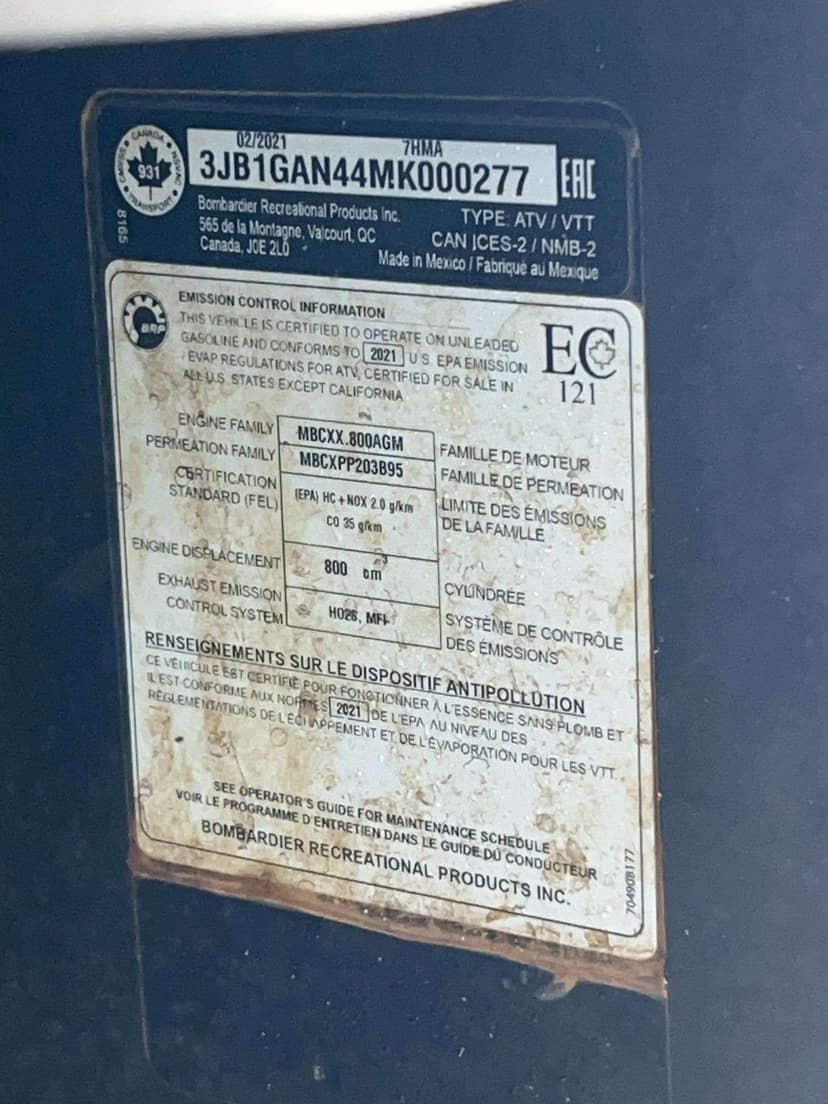 CANADA
931
TRANSPORT
8165
02/2021 7HMA
3JB1GAN44MK000277
EAC
Bombardier Recreational Products Inc.
565 de la Montagne, Valcourt, QC
Canada, J0E 2L0
TYPE: ATV / VTT
CAN ICES-2 / NMB-2
Made in Mexico / Fabriqué au Mexique
BRP
EMISSION CONTROL INFORMATION
THIS VEHICLE IS CERTIFIED TO OPERATE ON UNLEADED
GASOLINE AND CONFORMS TO 2021 U.S. EPA EMISSION
/ EVAP REGULATIONS FOR ATV, CERTIFIED FOR SALE IN
ALL U.S. STATES EXCEPT CALIFORNIA
EC
121
ENGINE FAMILY MBCXX.800AGM FAMILLE DE MOTEUR
PERMEATION FAMILY MBCXPP203B95 FAMILLE DE PERMEATION
CERTIFICATION (EPA) HC + NOX 2.0 g/km LIMITE DES ÉMISSIONS
STANDARD (FEL) CO 35 g/km DE LA FAMILLE
ENGINE DISPLACEMENT 800 cm³ CYLINDRÉE
EXHAUST EMISSION HO26, MFI SYSTÈME DE CONTRÔLE
CONTROL SYSTEM DES ÉMISSIONS
RENSEIGNEMENTS SUR LE DISPOSITIF ANTIPOLLUTION
CE VÉHICULE EST CERTIFIÉ POUR FONCTIONNER À L'ESSENCE SANS PLOMB ET
IL EST CONFORME AUX NORMES 2021 DE L'EPA AU NIVEAU DES
RÉGLEMENTATIONS DE L'ÉCHAPPEMENT ET DE L'ÉVAPORATION POUR LES VTT.
SEE OPERATOR'S GUIDE FOR MAINTENANCE SCHEDULE
VOIR LE PROGRAMME D'ENTRETIEN DANS LE GUIDE DU CONDUCTEUR
BOMBARDIER RECREATIONAL PRODUCTS INC.
704908177